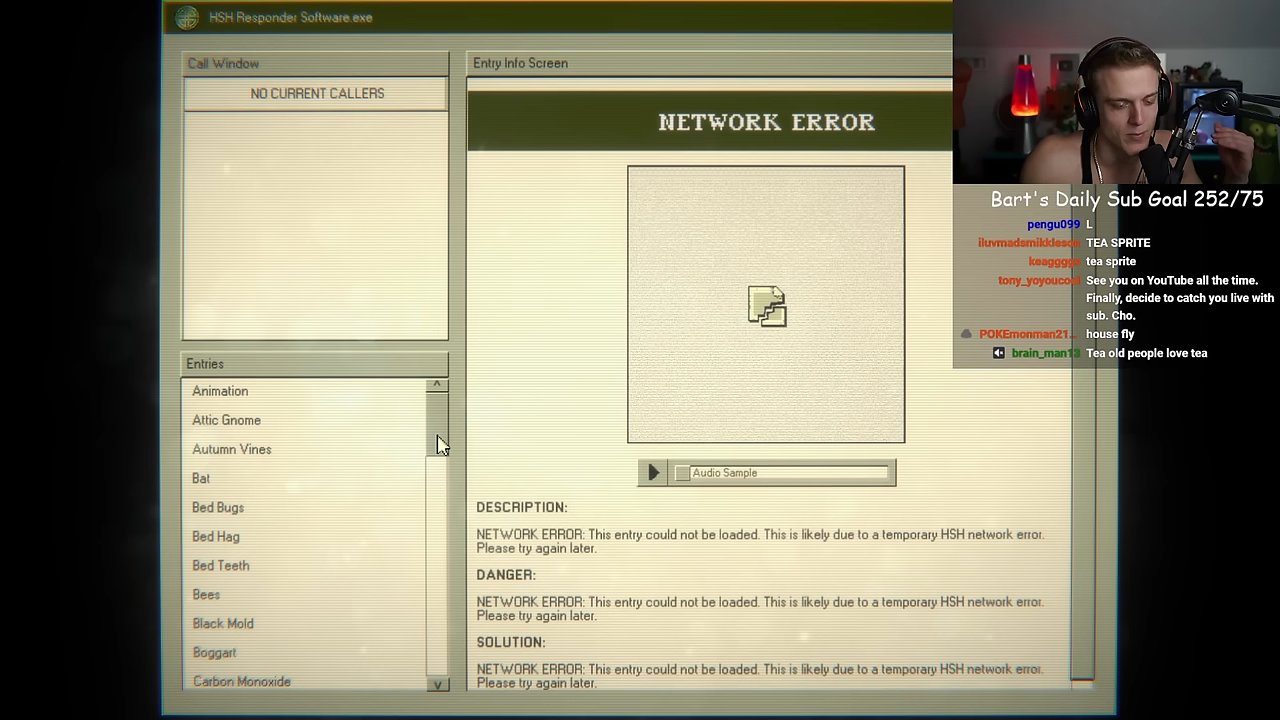 HSH Responder Software.exe
Call Window
NO CURRENT CALLERS
Entries
Animation
Attic Gnome
Autumn Vines
Bat
Bed Bugs
Bed Hag
Bed Teeth
Bees
Black Mold
Boggart
Carbon Monoxide
Entry Info Screen
NETWORK ERROR
Audio Sample
DESCRIPTION:
NETWORK ERROR: This entry could not be loaded. This is likely due to a temporary HSH network error.
Please try again later.
DANGER:
NETWORK ERROR: This entry could not be loaded. This is likely due to a temporary HSH network error.
Please try again later.
SOLUTION:
NETWORK ERROR: This entry could not be loaded. This is likely due to a temporary HSH network error.
Please try again later.
Bart's Daily Sub Goal 252/75
pengu099 L
TEA SPRITE
tea sprite
See you on YouTube all the time.
Finally, decide to catch you live with
sub. Cho.
POKEmonman21... house fly
Tea old people love tea